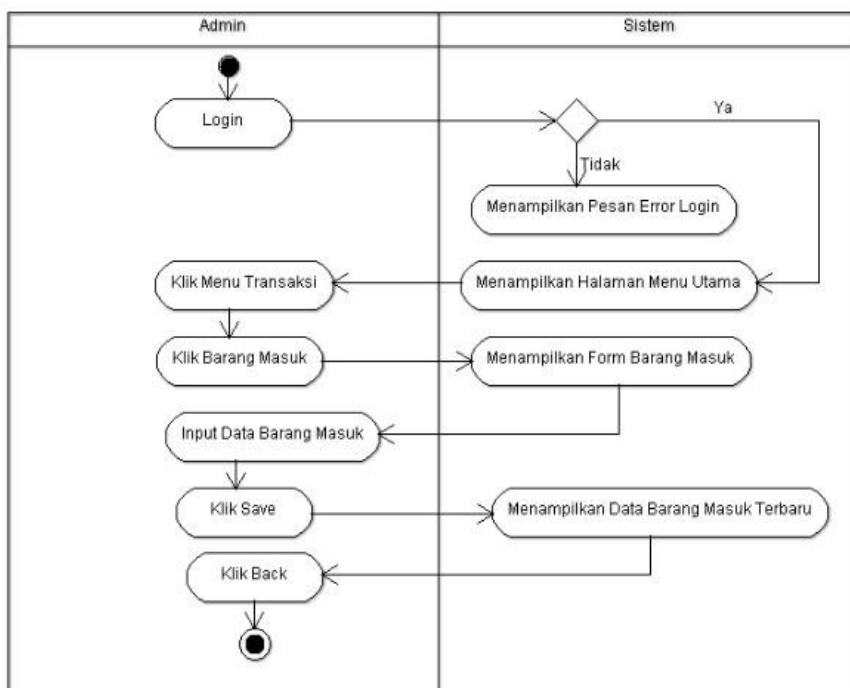 Admin
Sistem
Login
Ya
Tidak
Menampilkan Pesan Error Login
Klik Menu Transaksi
Menampilkan Halaman Menu Utama
Klik Barang Masuk
Menampilkan Form Barang Masuk
Input Data Barang Masuk
Klik Save
Menampilkan Data Barang Masuk Terbaru
Klik Back